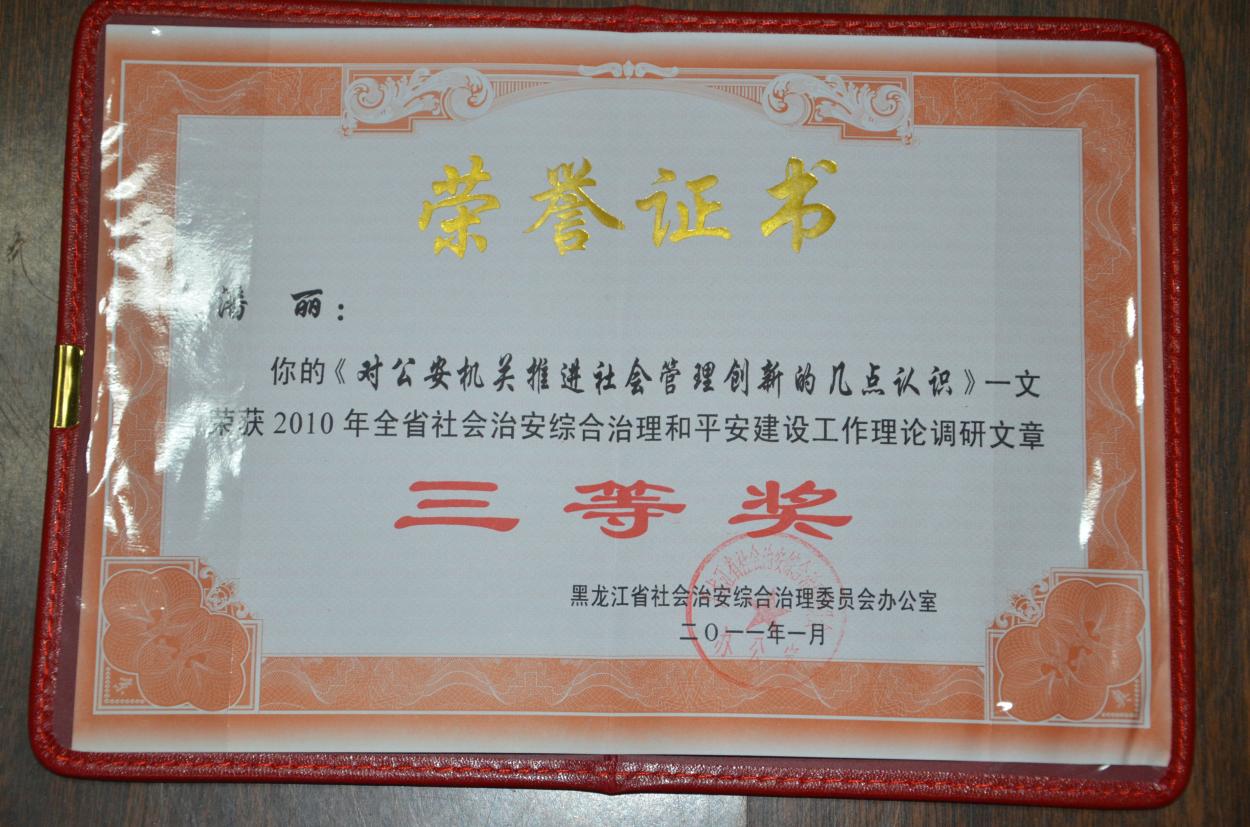 荣誉证书
丽：
你的《对公安机关推进社会管理创新的几点认识》一文
荣获2010年全省社会治安综合治理和平安建设工作理论调研文章
三等奖
黑龙江省社会治安综合治理委员会办公室
二〇一一年一月
办公室